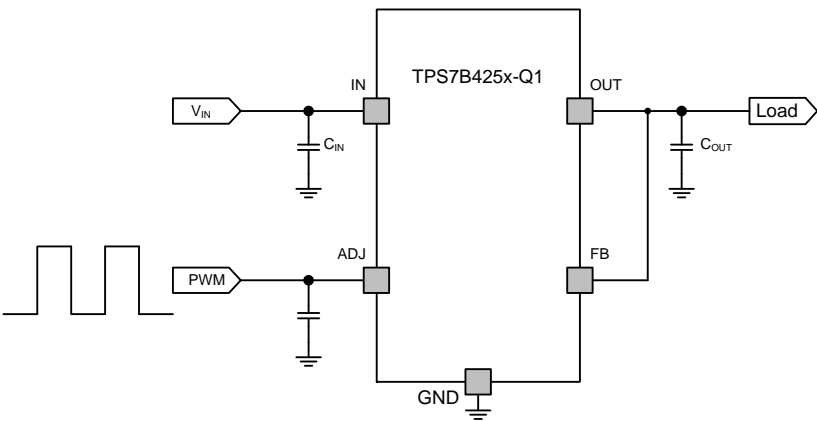 TPS7B425x-Q1
IN
OUT
V_IN
Load
C_IN
C_OUT
ADJ
FB
PWM
GND